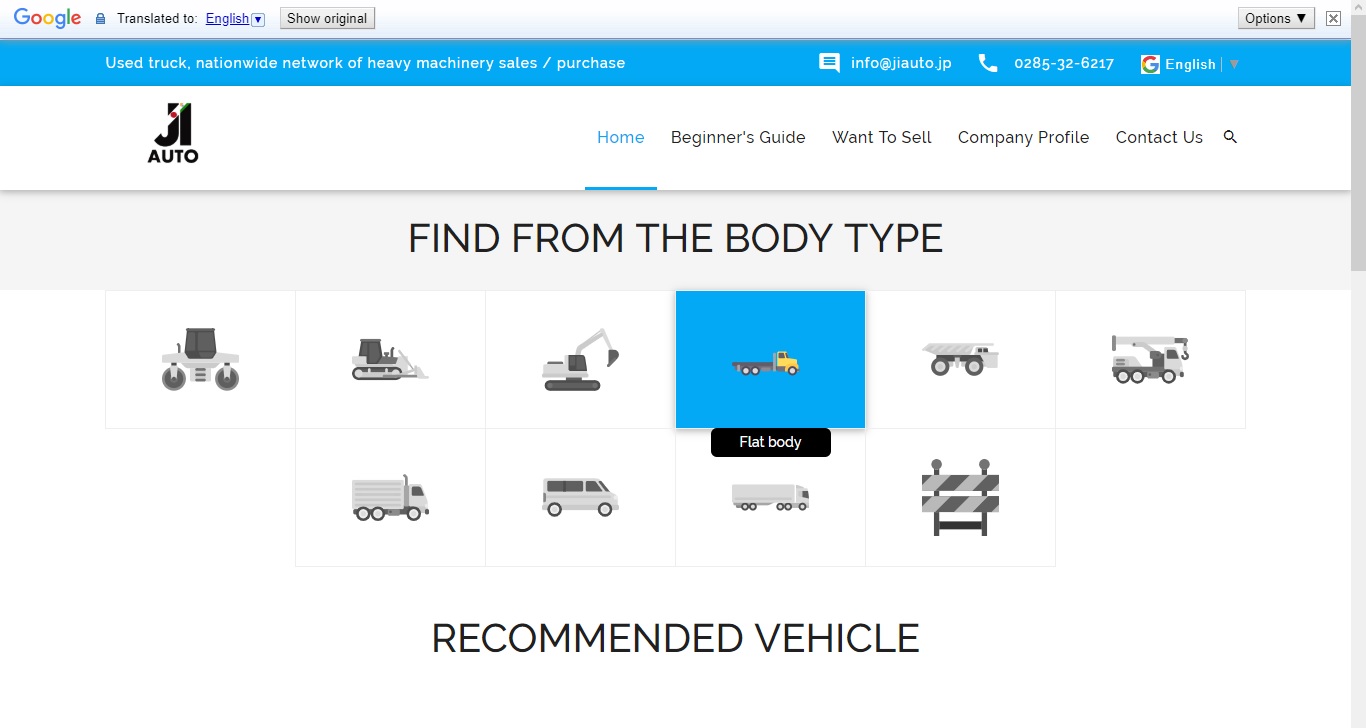 Google Translated to: English ▼ Show original Options ▼
Used truck, nationwide network of heavy machinery sales / purchase info@jiauto.jp 0285-32-6217 G English ▼
JI
AUTO
Home Beginner's Guide Want To Sell Company Profile Contact Us
FIND FROM THE BODY TYPE
Flat body
RECOMMENDED VEHICLE